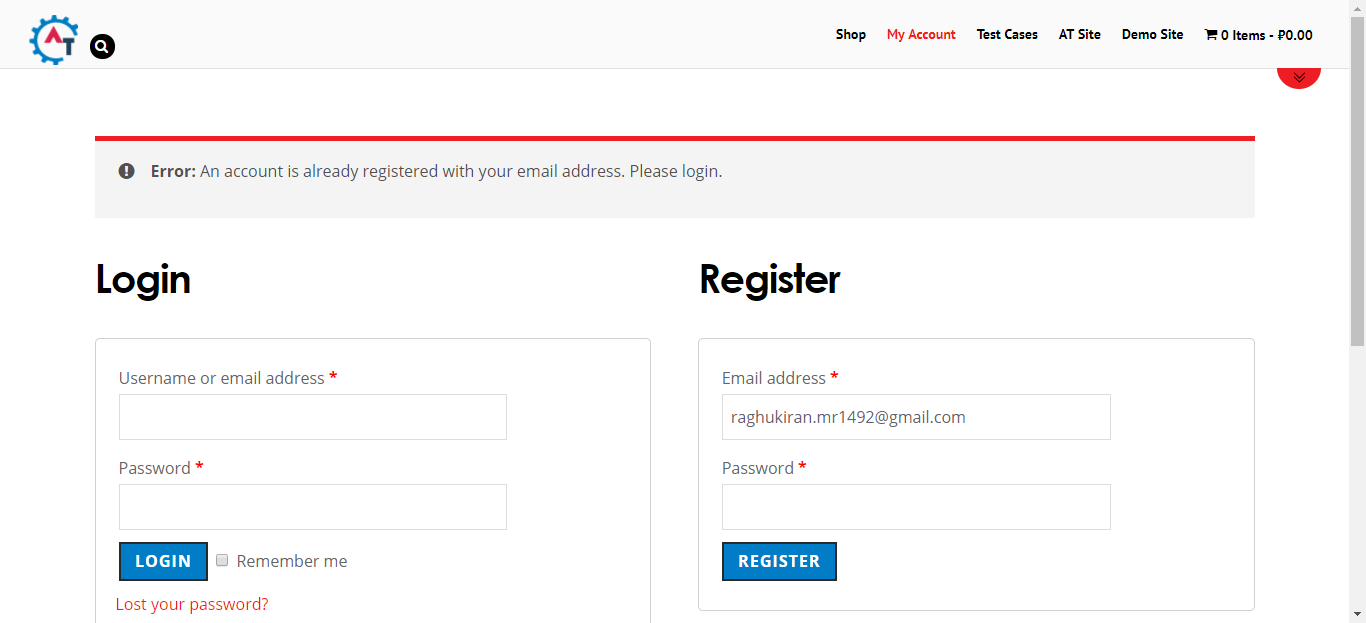 AT
Shop My Account Test Cases AT Site Demo Site 0 Items - ₽0.00
Error: An account is already registered with your email address. Please login.
Login
Register
Username or email address *
Password *
LOGIN Remember me
Lost your password?
Email address *
raghukiran.mr1492@gmail.com
Password *
REGISTER